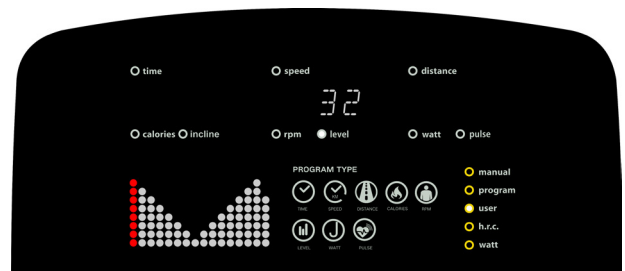 time speed distance
32
calories incline rpm level watt pulse
PROGRAM TYPE
manual
program
TIME SPEED DISTANCE CALORIES RPM
user
h.r.c.
LEVEL WATT PULSE
watt